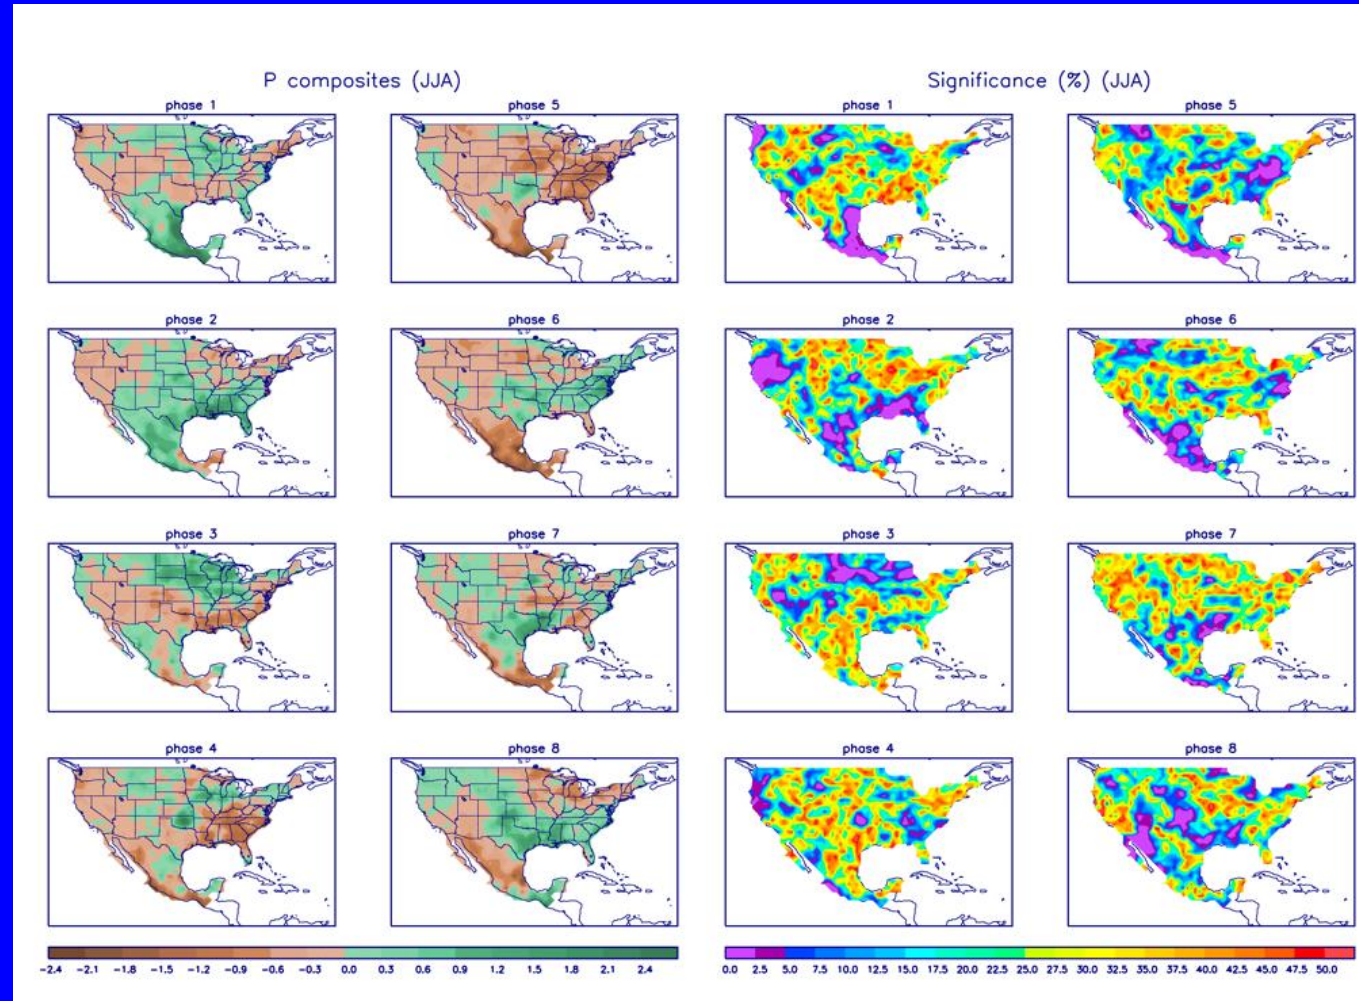 P composites (JJA) Significance (%) (JJA)
phase 1 phase 5 phase 1 phase 5
phase 2 phase 6 phase 2 phase 6
phase 3 phase 7 phase 3 phase 7
phase 4 phase 8 phase 4 phase 8
−2.4 −2.1 −1.8 −1.5 −1.2 −0.9 −0.6 −0.3 0.0 0.3 0.6 0.9 1.2 1.5 1.8 2.1 2.4
0.0 2.5 5.0 7.5 10.0 12.5 15.0 17.5 20.0 22.5 25.0 27.5 30.0 32.5 35.0 37.5 40.0 42.5 45.0 47.5 50.0